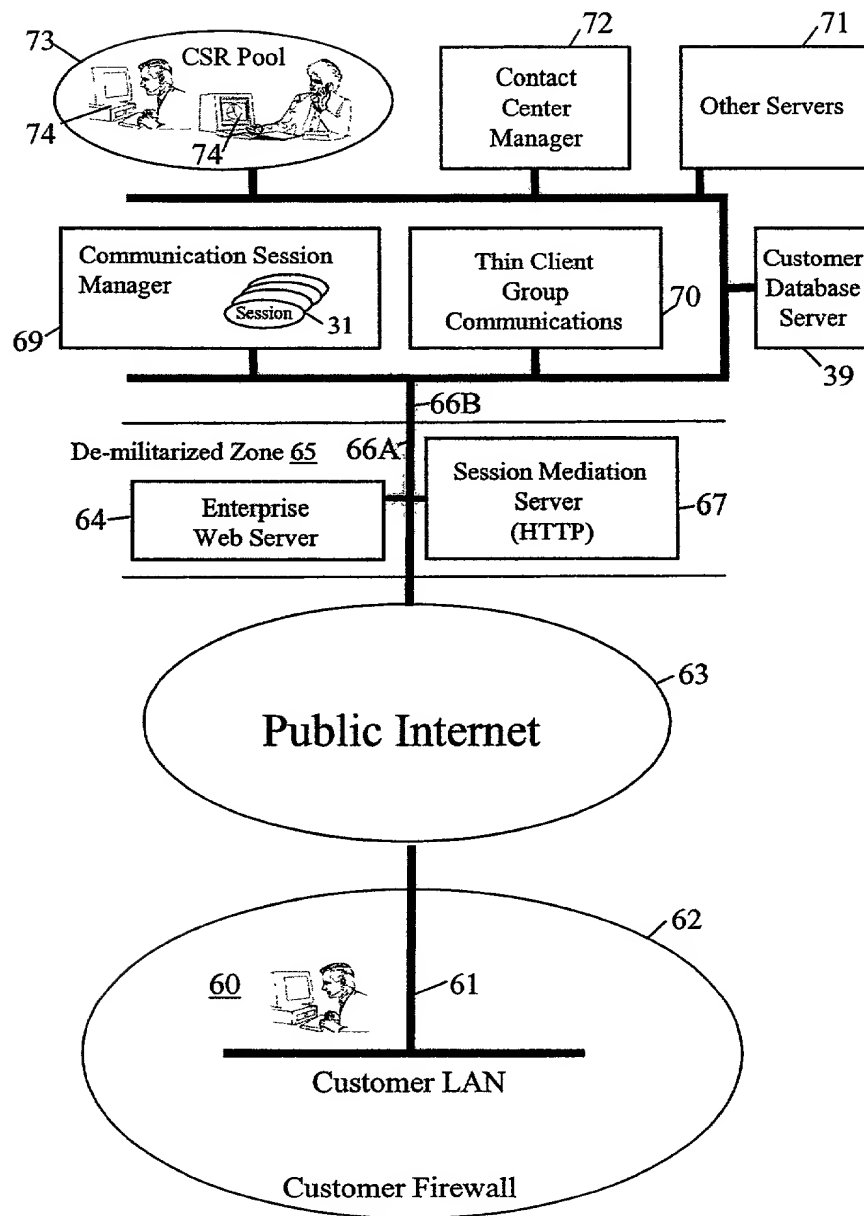 73
CSR Pool
74
74
72
Contact
Center
Manager
71
Other Servers
Communication Session
Manager
Session
31
69
Thin Client
Group
Communications
70
Customer
Database
Server
39
66B
De-militarized Zone 65
66A
64
Enterprise
Web Server
Session Mediation
Server
(HTTP)
67
63
Public Internet
62
60
61
Customer LAN
Customer Firewall